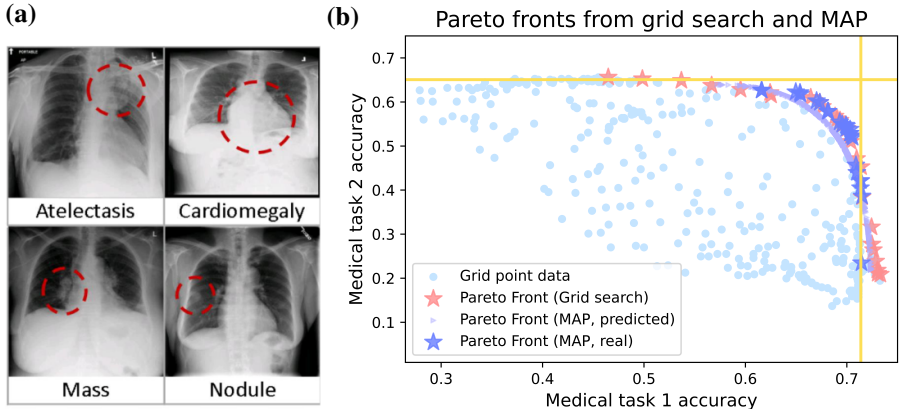 (a)
PORTABLE
L
Atelectasis
Cardiomegaly
L
Mass
Nodule
(b)
Pareto fronts from grid search and MAP
Medical task 2 accuracy
0.7
0.6
0.5
0.4
0.3
0.2
0.1
Grid point data
Pareto Front (Grid search)
Pareto Front (MAP, predicted)
Pareto Front (MAP, real)
0.3 0.4 0.5 0.6 0.7
Medical task 1 accuracy